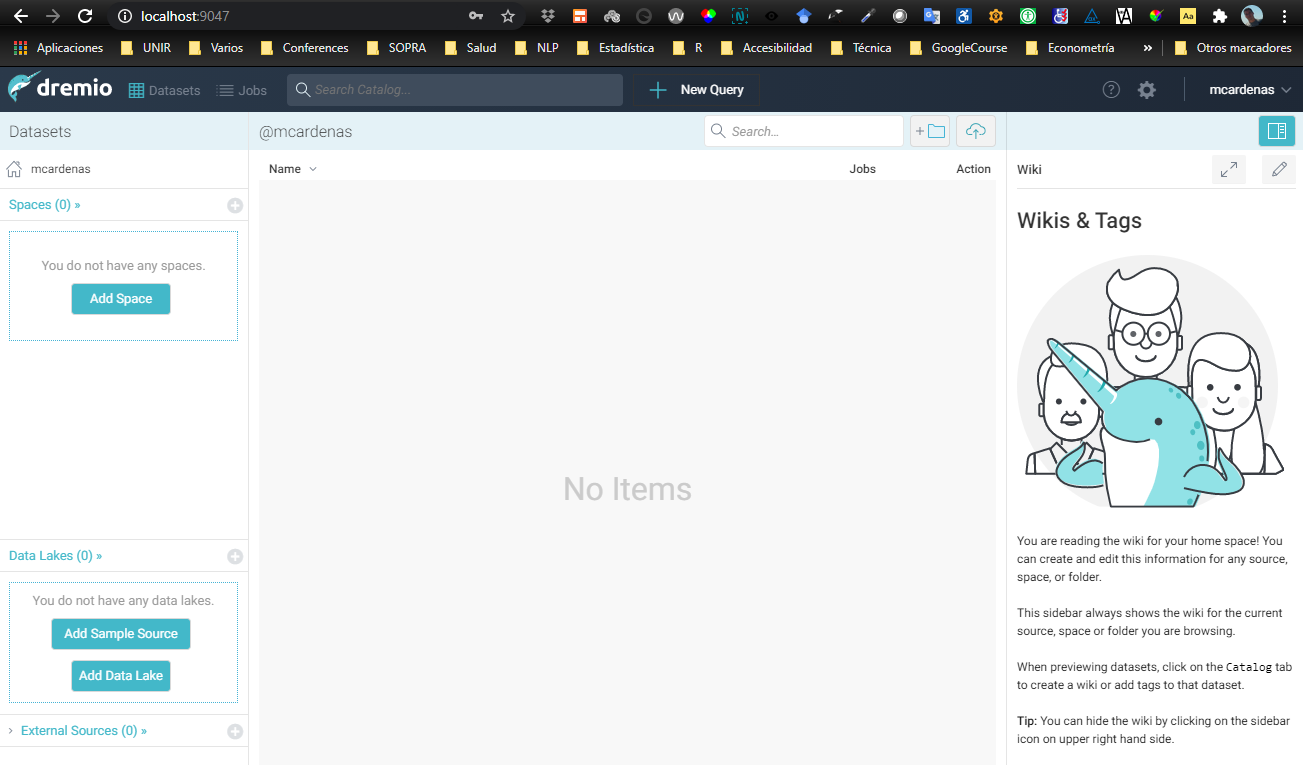 localhost:9047
Aplicaciones UNIR Varios Conferences SOPRA Salud NLP Estadística R Accesibilidad Técnica GoogleCourse Econometría » Otros marcadores
dremio Datasets Jobs Search Catalog... New Query ? mcardenas
Datasets @mcardenas Search... +
mcardenas
Name Jobs Action
Wiki
Spaces (0) »
You do not have any spaces.
Add Space
No Items
Data Lakes (0) »
You do not have any data lakes.
Add Sample Source
Add Data Lake
External Sources (0) »
Wikis & Tags
You are reading the wiki for your home space! You
can create and edit this information for any source,
space, or folder.
This sidebar always shows the wiki for the current
source, space or folder you are browsing.
When previewing datasets, click on the Catalog tab
to create a wiki or add tags to that dataset.
Tip: You can hide the wiki by clicking on the sidebar
icon on upper right hand side.